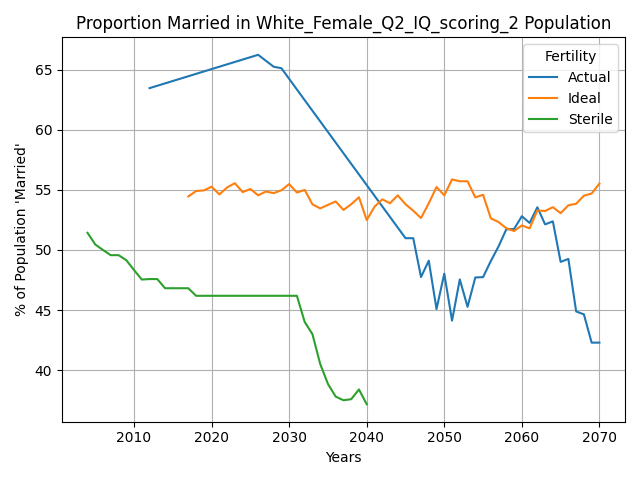 Proportion Married in White_Female_Q2_IQ_scoring_2 Population
% of Population 'Married'
65
60
55
50
45
40
Fertility
Actual
Ideal
Sterile
2010 2020 2030 2040 2050 2060 2070
Years